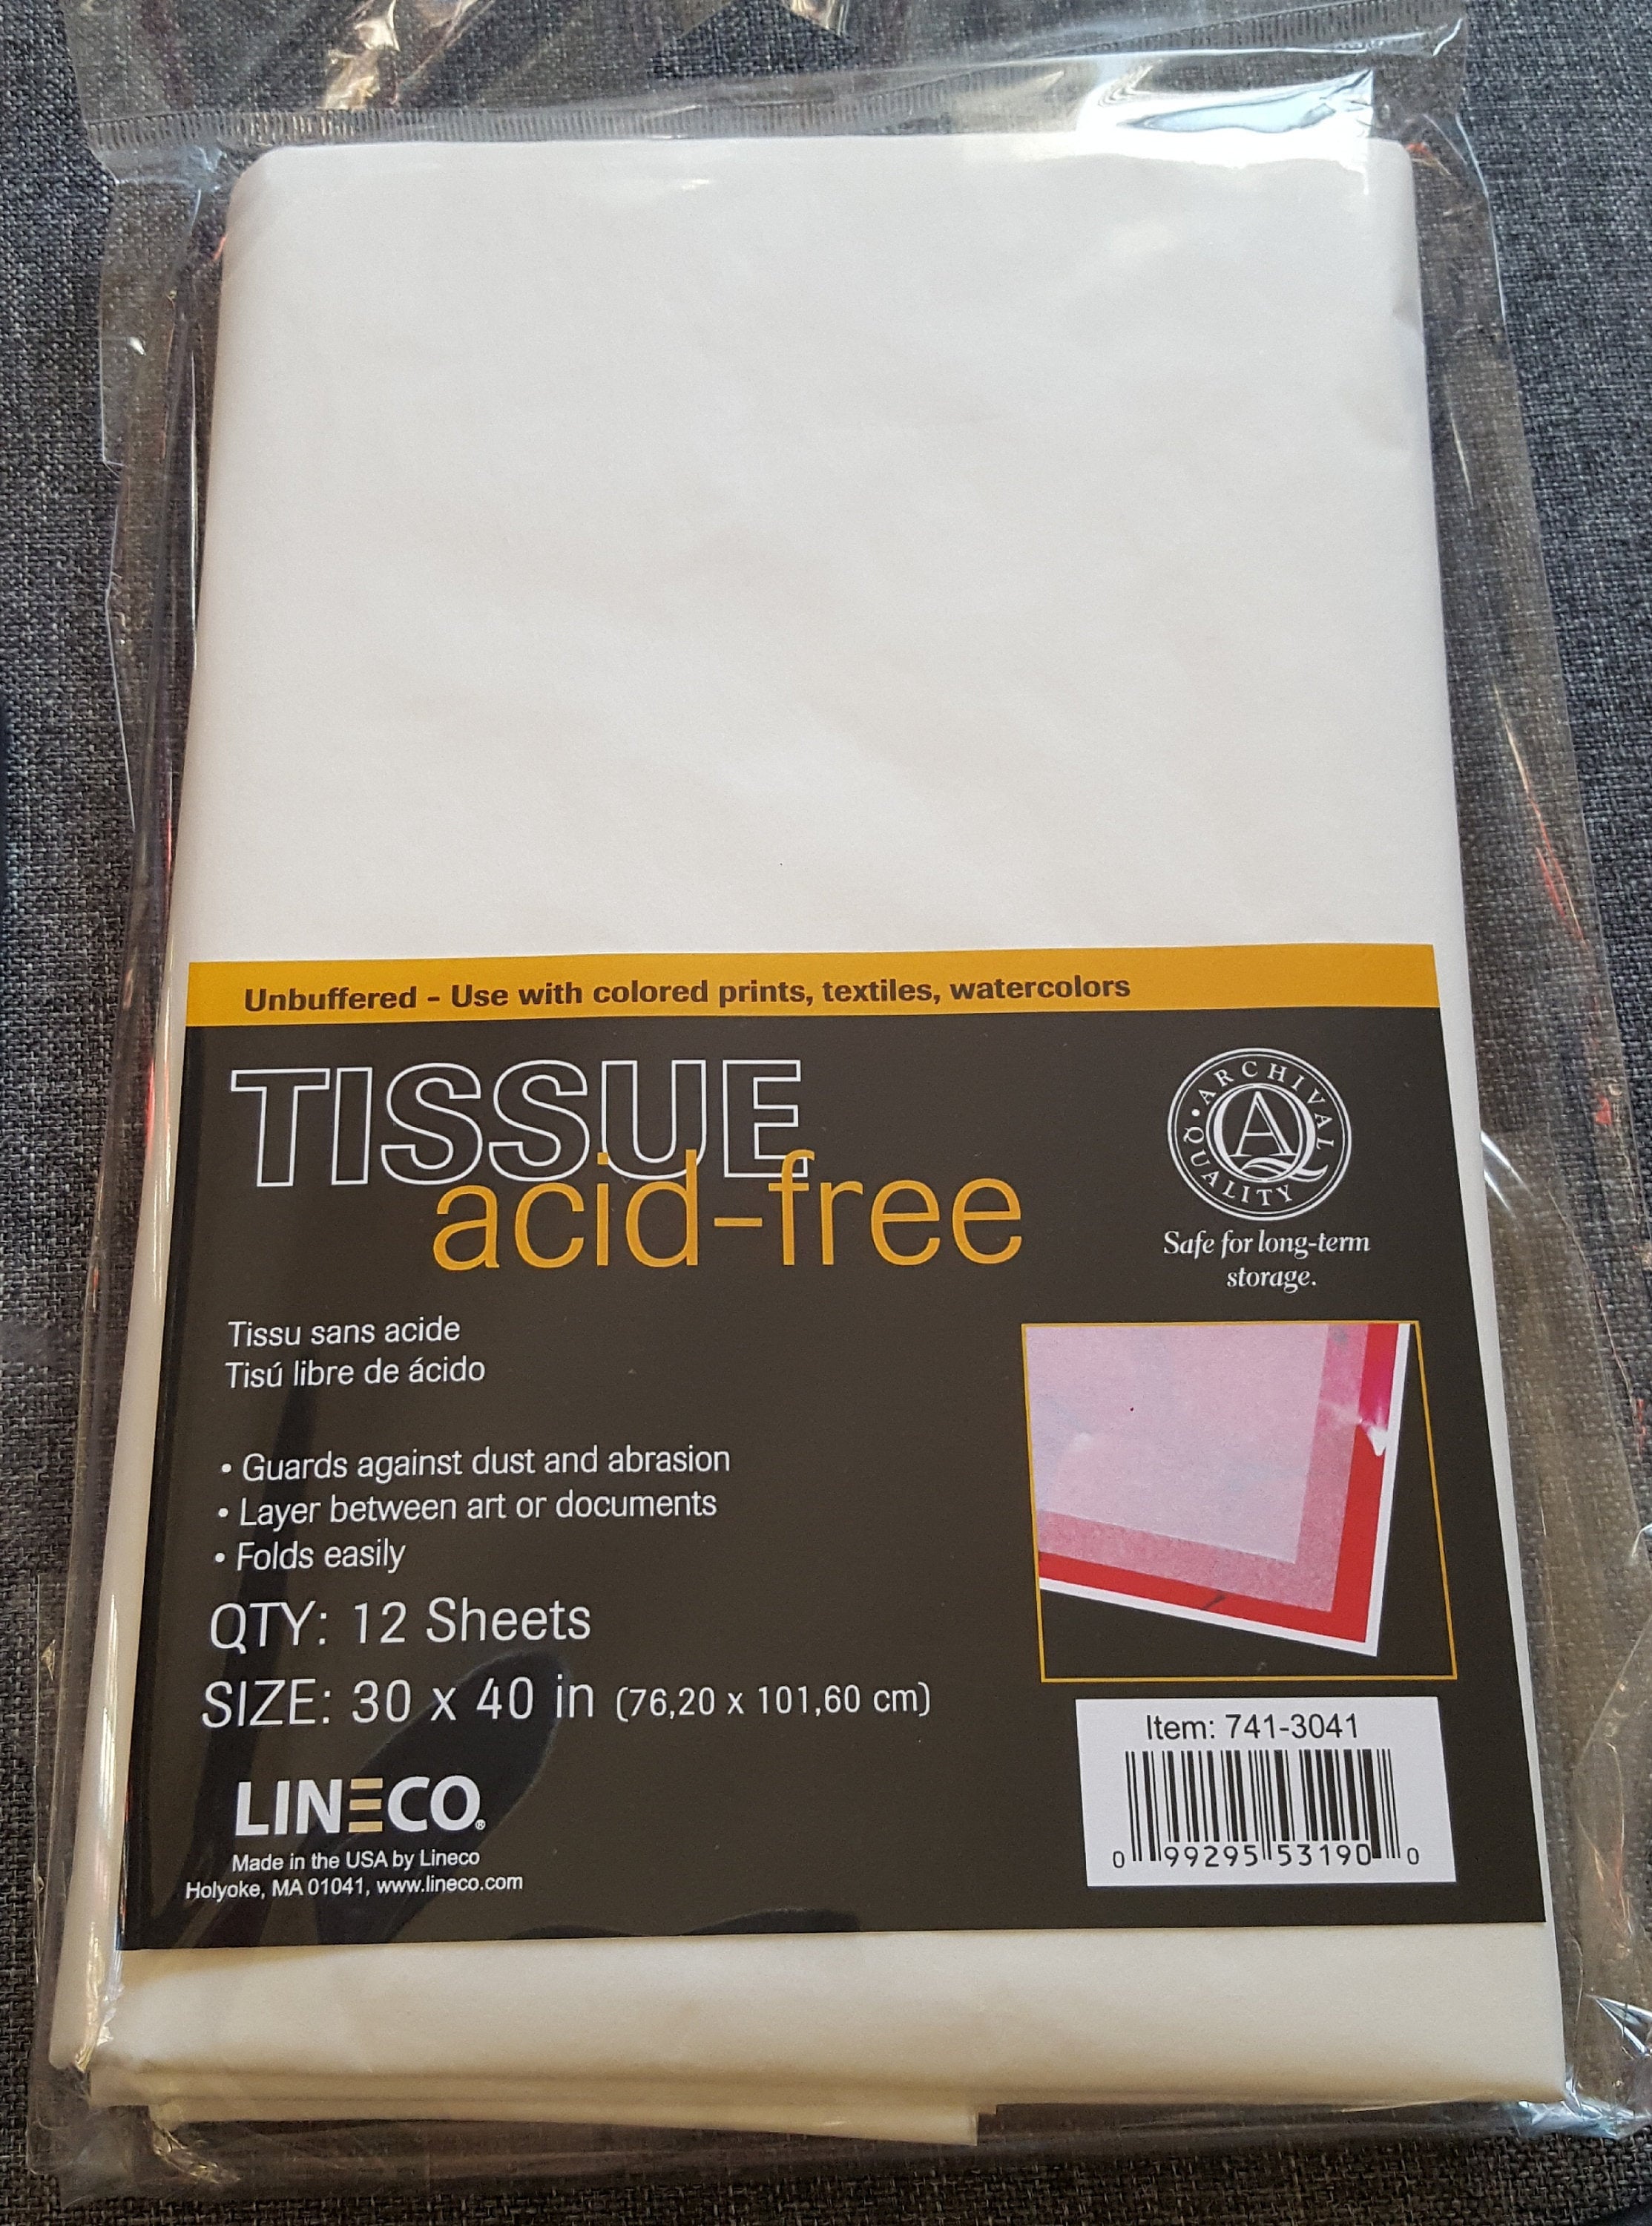 Unbuffered - Use with colored prints, textiles, watercolors
TISSUE
acid-free
• ARCHIVAL QUALITY
AQ
Safe for long-term
storage.
Tissu sans acide
Tisú libre de ácido
• Guards against dust and abrasion
• Layer between art or documents
• Folds easily
QTY: 12 Sheets
SIZE: 30 x 40 in (76,20 x 101,60 cm)
LINECO®
Made in the USA by Lineco
Holyoke, MA 01041, www.lineco.com
Item: 741-3041
0 99295 53190 0